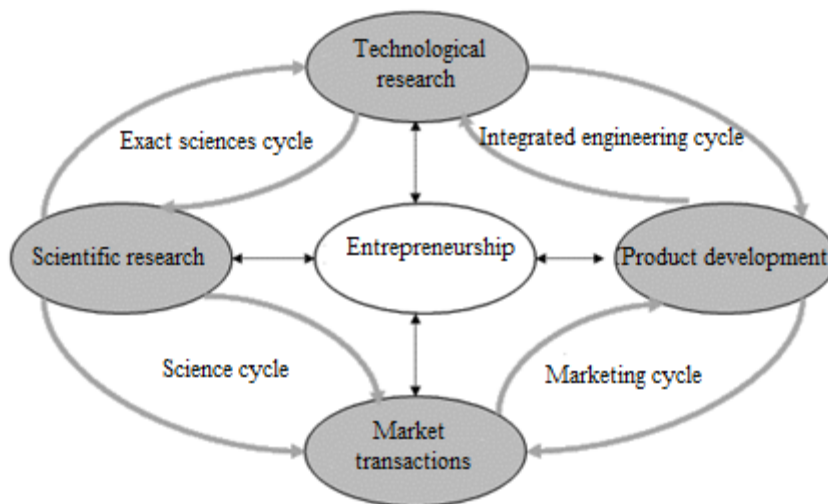 Technological
research
Exact sciences cycle
Integrated engineering cycle
Scientific research
Entrepreneurship
Product development
Science cycle
Marketing cycle
Market
transactions